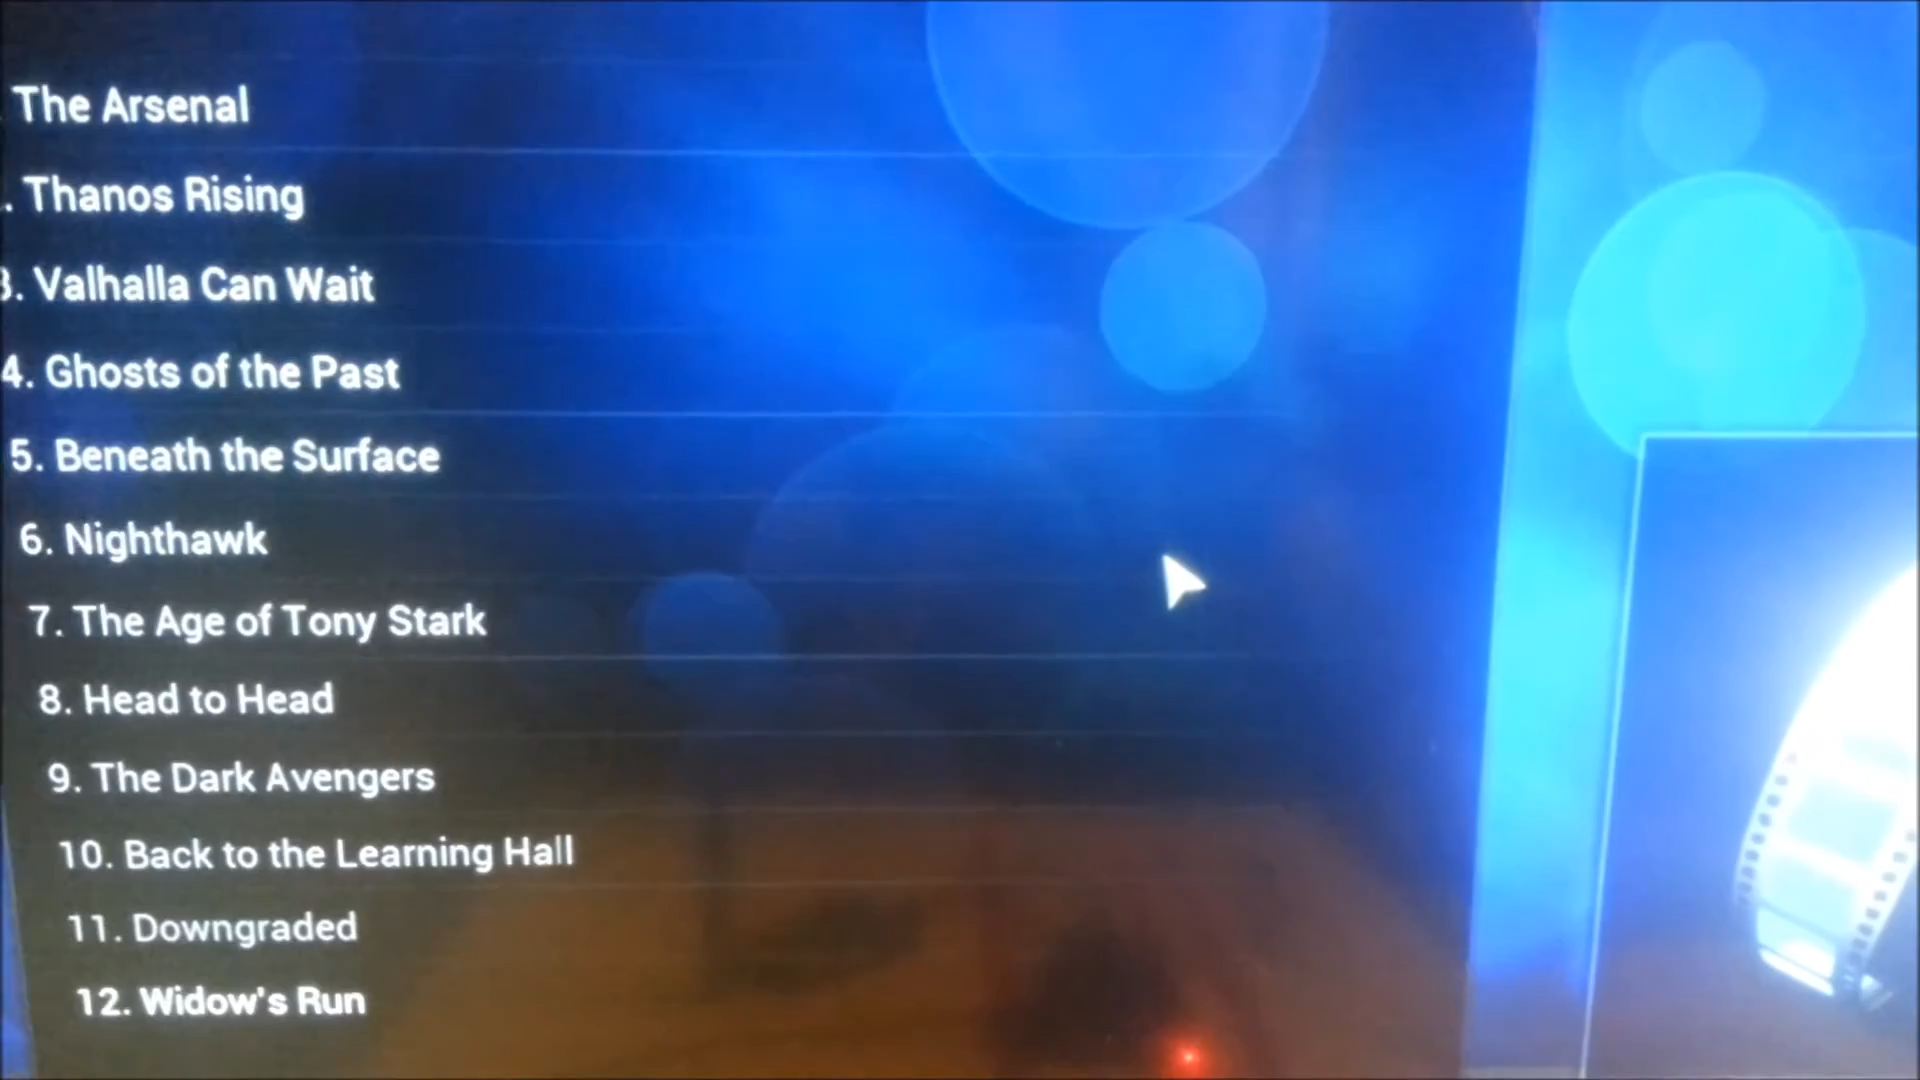 The Arsenal
. Thanos Rising
3. Valhalla Can Wait
4. Ghosts of the Past
5. Beneath the Surface
6. Nighthawk
7. The Age of Tony Stark
8. Head to Head
9. The Dark Avengers
10. Back to the Learning Hall
11. Downgraded
12. Widow's Run